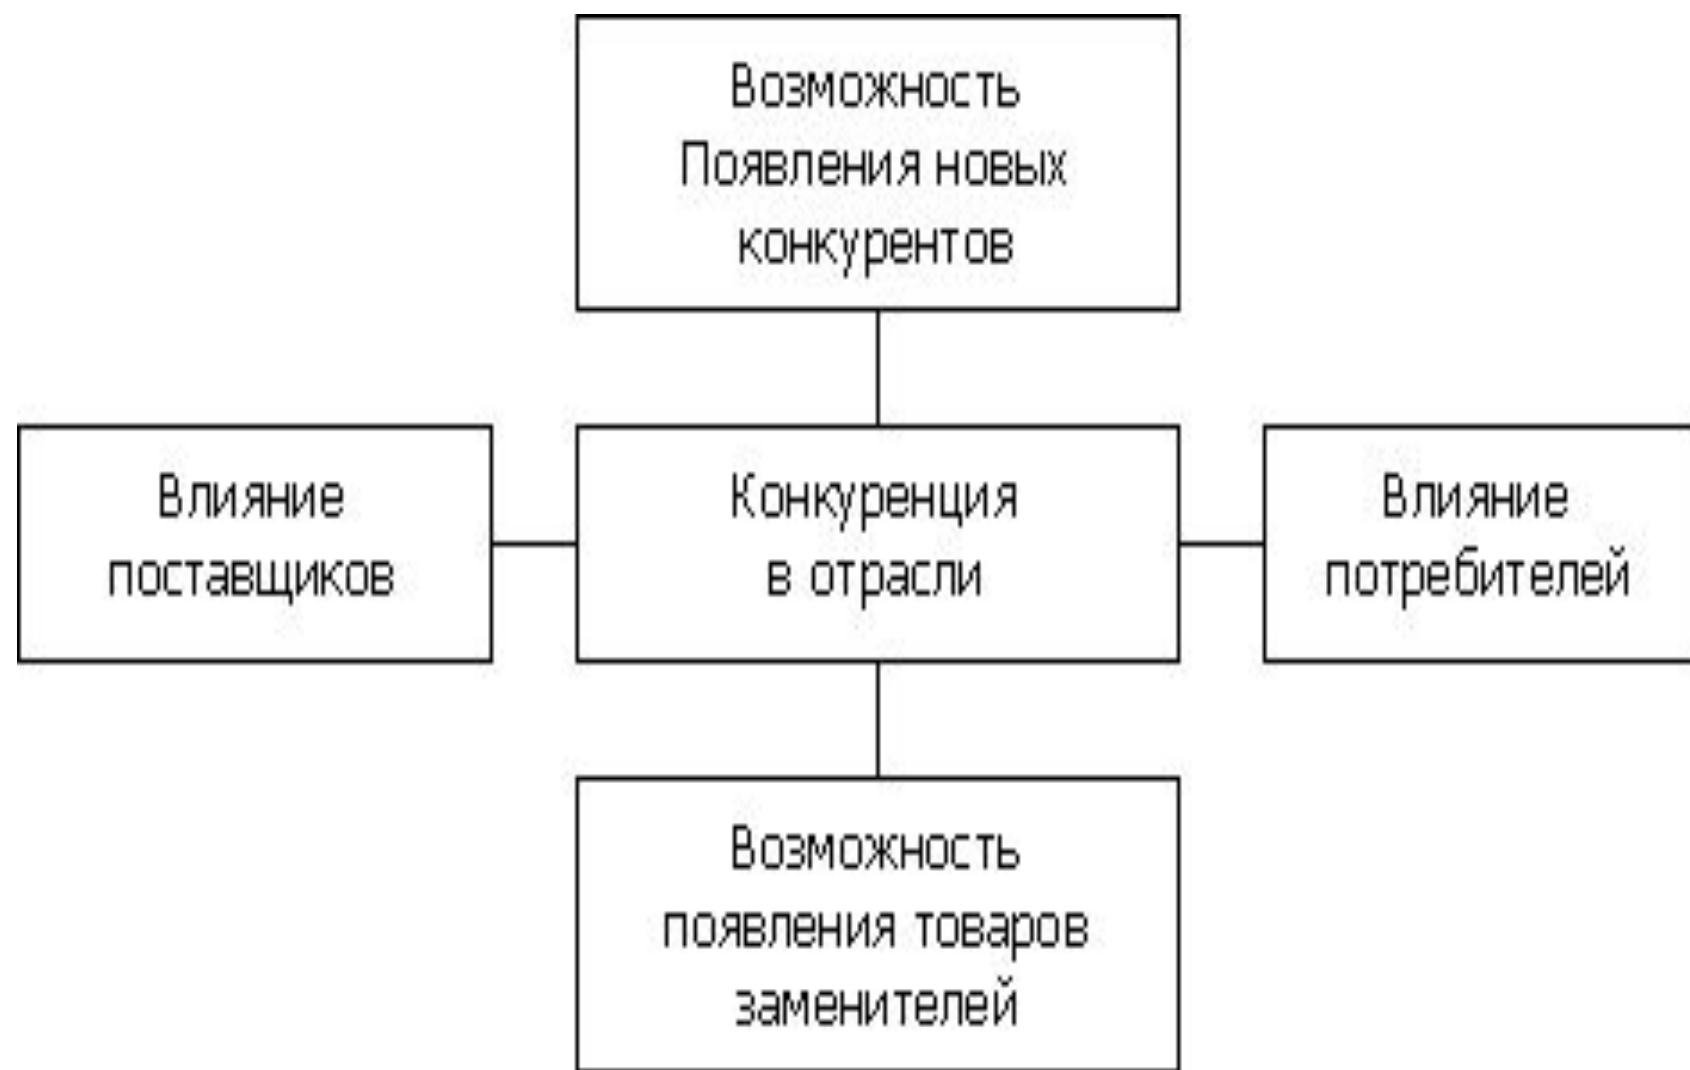 Возможность
Появления новых
конкурентов
Влияние
поставщиков
Конкуренция
в отрасли
Влияние
потребителей
Возможность
появления товаров
заменителей